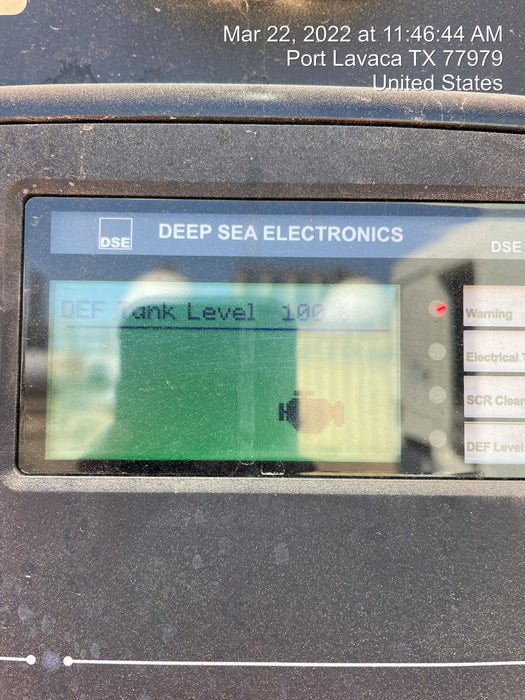 Mar 22, 2022 at 11:46:44 AM
Port Lavaca TX 77979
United States
DSE
DEEP SEA ELECTRONICS
DSE
DEF Tank Level 100%
Warning
Electrical T
SCR Clean
DEF Level